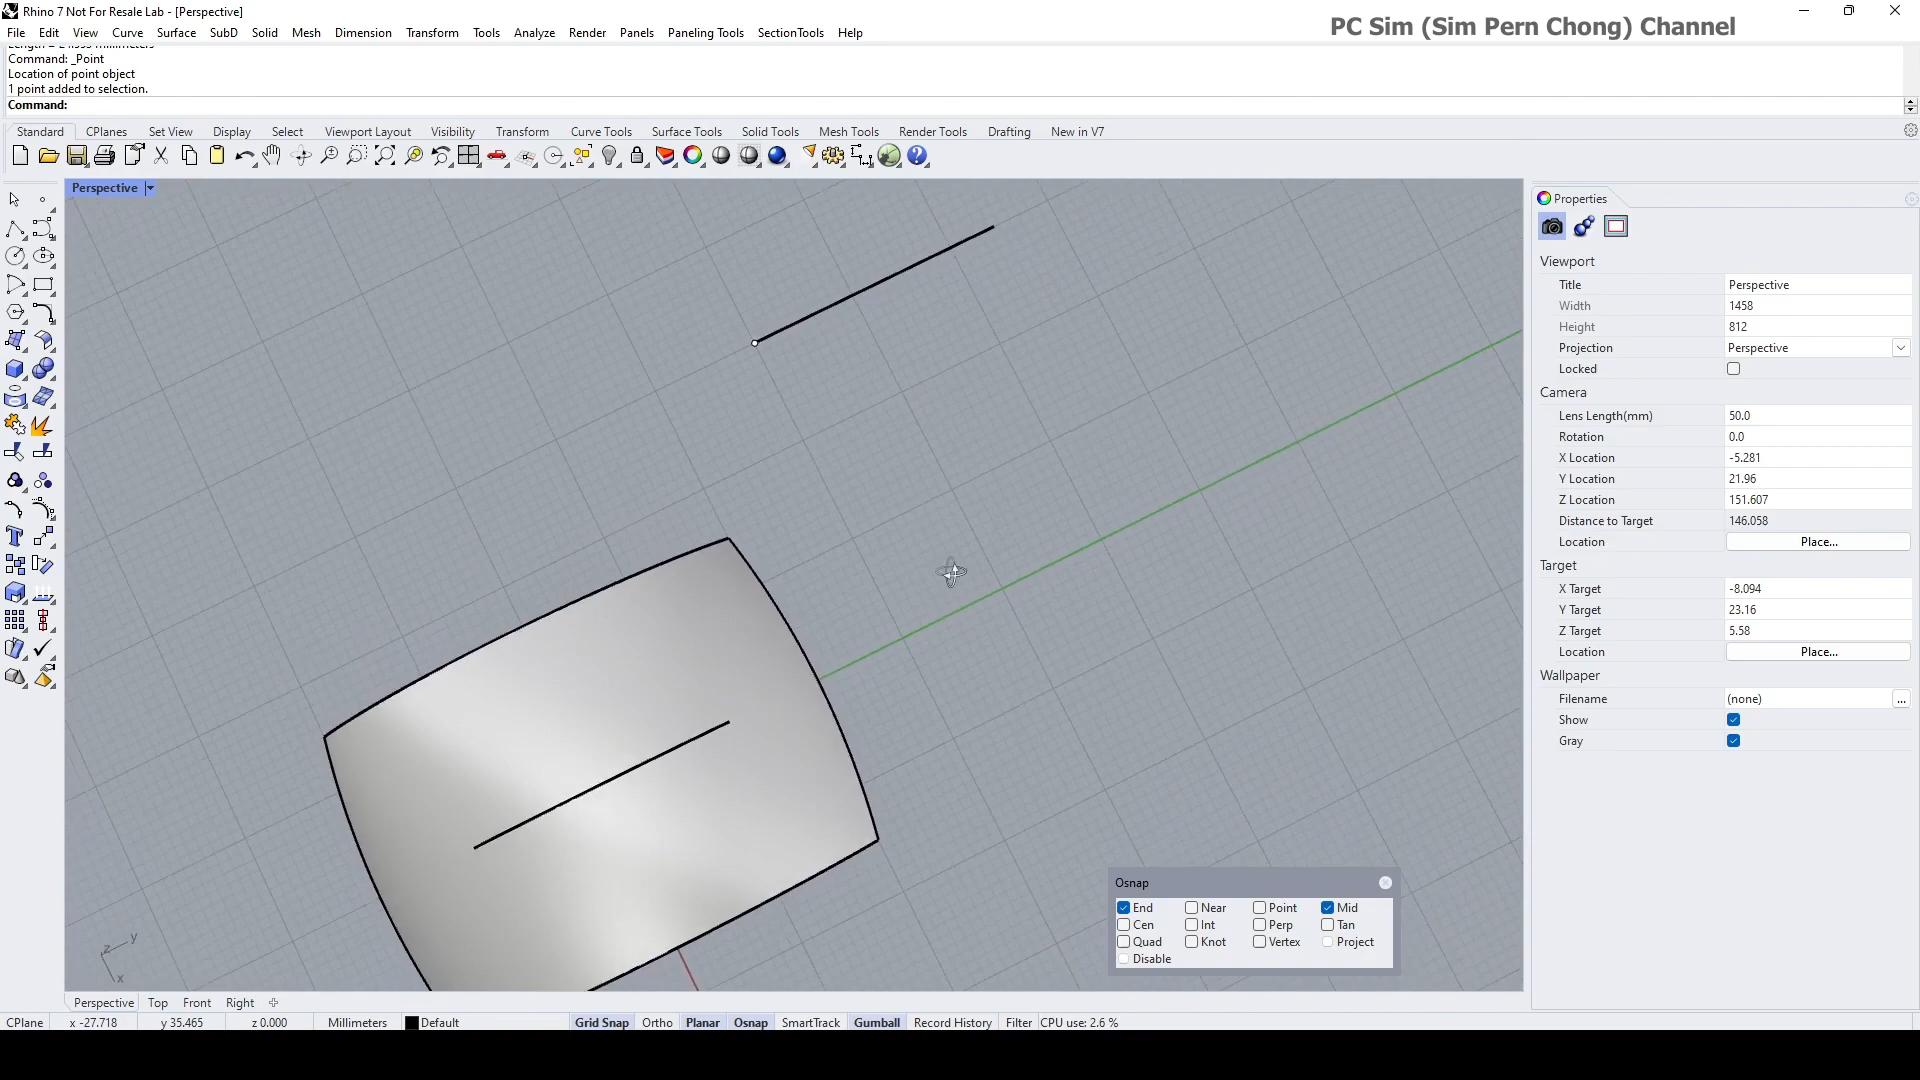 Rhino 7 Not For Resale Lab - [Perspective]
PC Sim (Sim Pern Chong) Channel
File Edit View Curve Surface SubD Solid Mesh Dimension Transform Tools Analyze Render Panels Paneling Tools SectionTools Help
Command: _Point
Location of point object
1 point added to selection.
Command:
Standard CPlanes Set View Display Select Viewport Layout Visibility Transform Curve Tools Surface Tools Solid Tools Mesh Tools Render Tools Drafting New in V7
Perspective
Properties
Viewport
Title Perspective
Width 1458
Height 812
Projection Perspective
Locked
Camera
Lens Length(mm) 50.0
Rotation 0.0
X Location -5.281
Y Location 21.96
Z Location 151.607
Distance to Target 146.058
Location Place...
Target
X Target -8.094
Y Target 23.16
Z Target 5.58
Location Place...
Wallpaper
Filename (none) ...
Show
Gray
Osnap
End Near Point Mid
Cen Int Perp Tan
Quad Knot Vertex Project
Disable
z y
x
Perspective Top Front Right
CPlane x -27.718 y 35.465 z 0.000 Millimeters Default Grid Snap Ortho Planar Osnap SmartTrack Gumball Record History Filter CPU use: 2.6 %